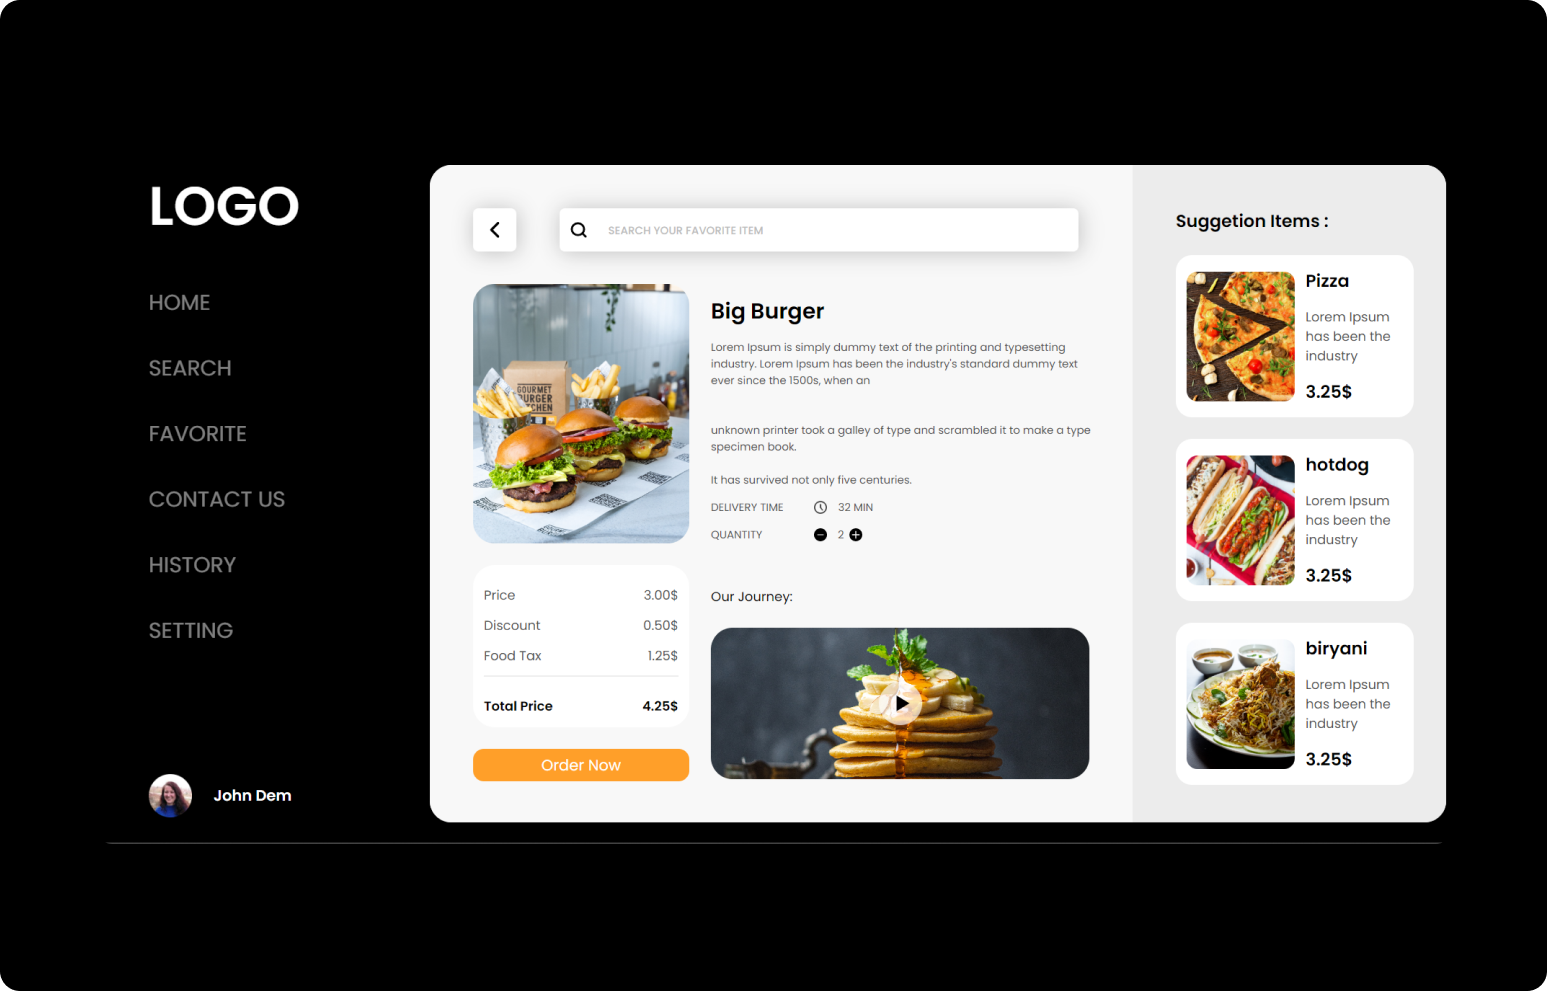 LOGO
HOME
SEARCH
FAVORITE
CONTACT US
HISTORY
SETTING
John Dem
SEARCH YOUR FAVORITE ITEM
GOURMET
BURGER
KITCHEN
Big Burger
Lorem Ipsum is simply dummy text of the printing and typesetting
industry. Lorem Ipsum has been the industry's standard dummy text
ever since the 1500s, when an
unknown printer took a galley of type and scrambled it to make a type
specimen book.
It has survived not only five centuries.
DELIVERY TIME 32 MIN
QUANTITY 2
Price 3.00$
Discount 0.50$
Food Tax 1.25$
Total Price 4.25$
Order Now
Our Journey:
Suggetion Items :
Pizza
Lorem Ipsum
has been the
industry
3.25$
hotdog
Lorem Ipsum
has been the
industry
3.25$
biryani
Lorem Ipsum
has been the
industry
3.25$